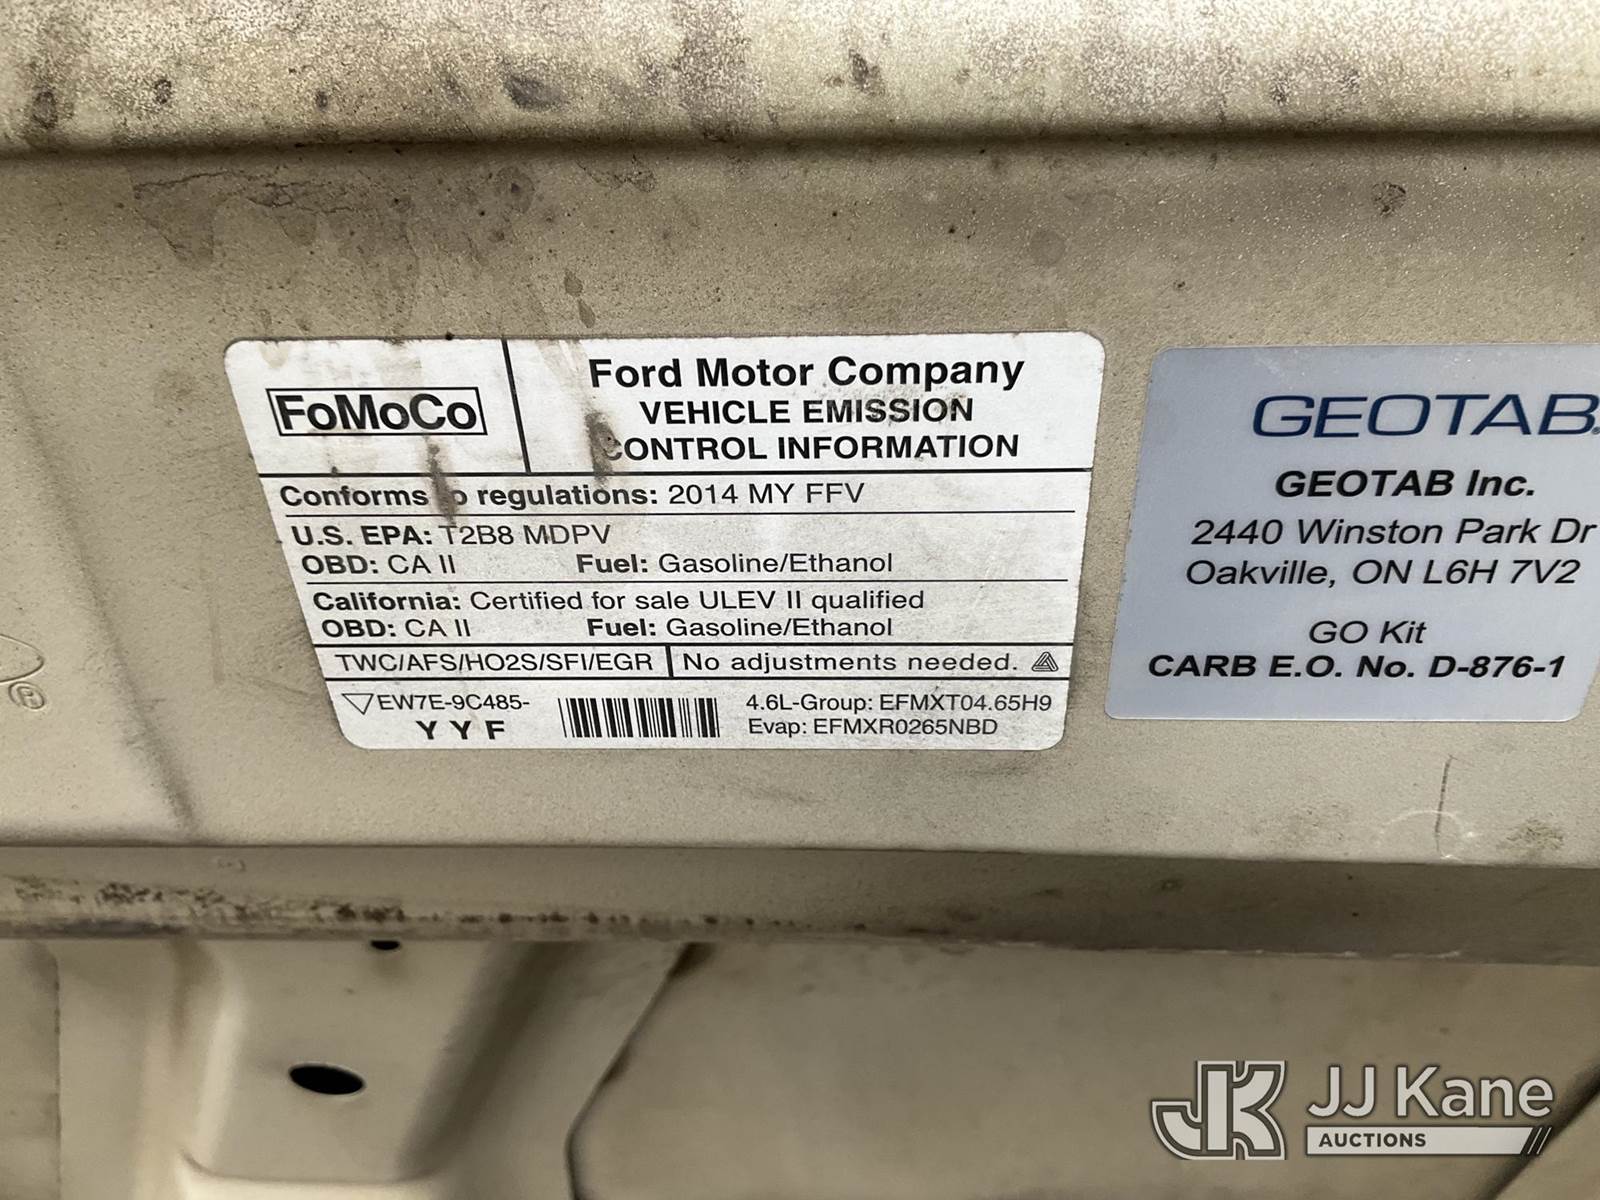 FoMoCo
Ford Motor Company
VEHICLE EMISSION
CONTROL INFORMATION
Conforms to regulations: 2014 MY FFV
U.S. EPA: T2B8 MDPV
OBD: CA II Fuel: Gasoline/Ethanol
California: Certified for sale ULEV II qualified
OBD: CA II Fuel: Gasoline/Ethanol
TWC/AFS/HO2S/SFI/EGR No adjustments needed.
EW7E-9C485-
Y Y F
4.6L-Group: EFMXT04.65H9
Evap: EFMXR0265NBD
GEOTAB
GEOTAB Inc.
2440 Winston Park Dr
Oakville, ON L6H 7V2
GO Kit
CARB E.O. No. D-876-1
®
JK JJ Kane
AUCTIONS